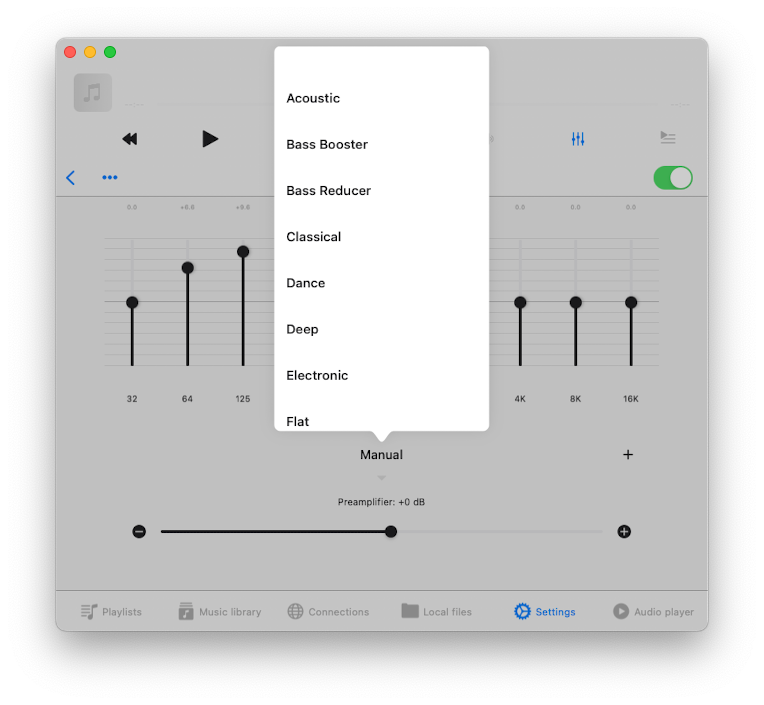 0.0 +6.6 +9.6 0.0 0.0 0.0
Acoustic
Bass Booster
Bass Reducer
Classical
Dance
Deep
Electronic
Flat
32 64 125 4K 8K 16K
Manual
Preamplifier: +0 dB
Playlists Music library Connections Local files Settings Audio player